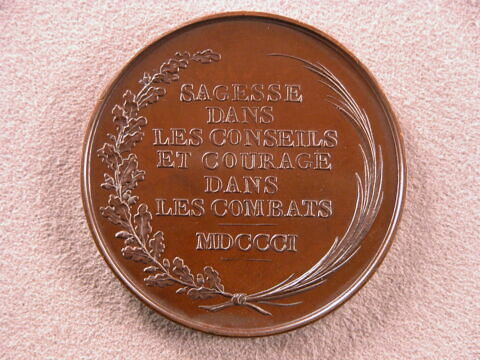 SAGESSE
DANS
LES CONSEILS
ET COURAGE
DANS
LES COMBATS
MDCCCI